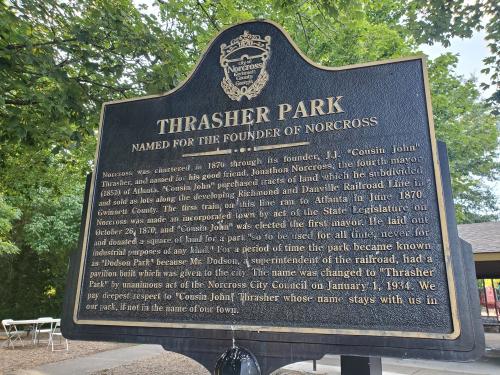 city of
Norcross
Gwinnett
County
Georgia
THRASHER PARK
NAMED FOR THE FOUNDER OF NORCROSS
Norcross was chartered in 1870 through its founder, J.J. "Cousin John"
Thrasher, and named for his good friend, Jonathon Norcross, the fourth mayor
(1851) of Atlanta. "Cousin John" purchased tracts of land which he subdivided
and sold as lots along the developing Richmond and Danville Railroad Line in
Gwinnett County. The first train on this line ran to Atlanta in June 1870.
Norcross was made an incorporated town by act of the State Legislature on
October 26, 1870, and "Cousin John" was elected the first mayor. He laid out
and donated a square of land for a park "so to be used for all time, never for
industrial purposes of any kind." For a period of time the park became known
as "Dodson Park" because Mr. Dodson, a superintendent of the railroad, had a
pavilion built which was given to the city. The name was changed to "Thrasher
Park" by unanimous act of the Norcross City Council on January 1, 1934. We
pay deepest respect to "Cousin John" Thrasher whose name stays with us in
our park, if not in the name of our town.